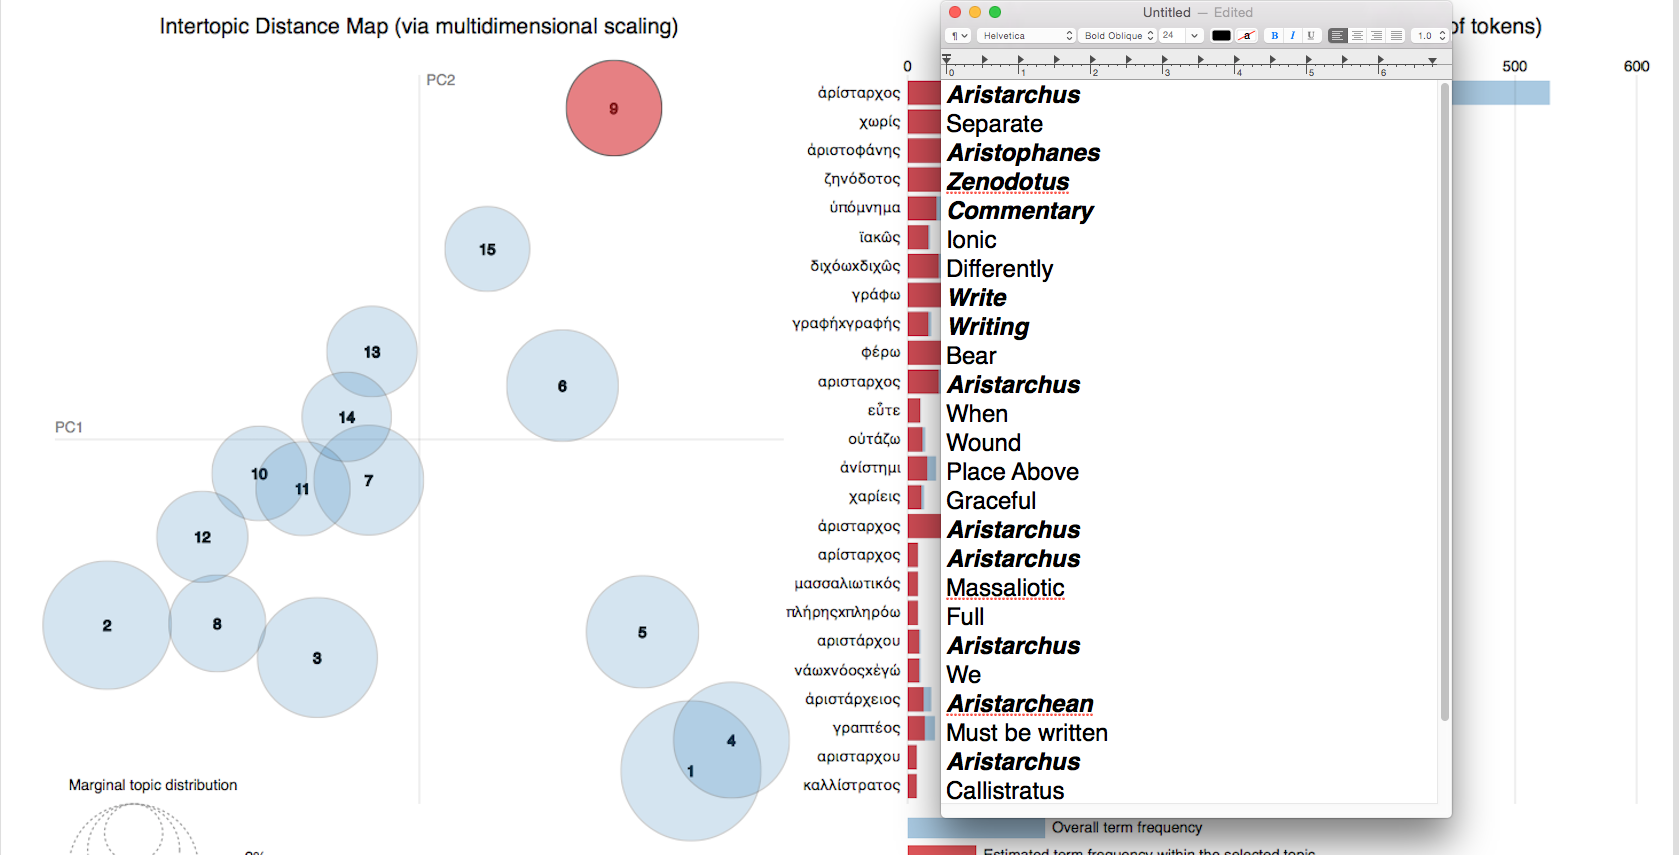 Intertopic Distance Map (via multidimensional scaling)
PC2
PC1
9
15
13
6
14
10
11
7
12
2
8
3
5
4
1
Marginal topic distribution
Untitled — Edited
¶
Helvetica
Bold Oblique
24
a
B I U
1.0
0 1 2 3 4 5 6
of tokens)
0
500
600
ἀρίσταρχος
χωρίς
ἀριστοφάνης
ζηνόδοτος
ὑπόμνημα
ϊακῶς
διχόωxδιχῶς
γράφω
γραφήxγραφής
φέρω
αρισταρχος
εὖτε
οὐτάζω
ἀνίστημι
χαρίεις
ἀρισταρχος
αρίσταρχος
μασσαλιωτικός
πλήρηςxπληρόω
αριστάρχου
νάωxνόοςxἐγώ
ἀριστάρχειος
γραπτέος
αρισταρχου
καλλίστρατος
Aristarchus
Separate
Aristophanes
Zenodotus
Commentary
Ionic
Differently
Write
Writing
Bear
Aristarchus
When
Wound
Place Above
Graceful
Aristarchus
Aristarchus
Massaliotic
Full
Aristarchus
We
Aristarchean
Must be written
Aristarchus
Callistratus
Overall term frequency
Estimated term frequency within the selected topic